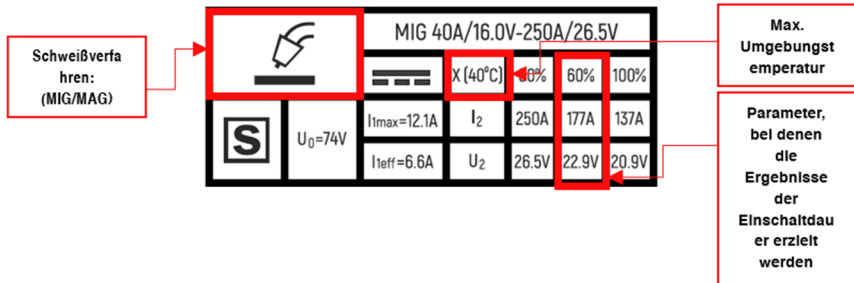 MIG 40A/16.0V-250A/26.5V
Schweißverfa
hren:
(MIG/MAG)
X (40°C)
60%
100%
Max.
Umgebungst
emperatur
S
U₀=74V
I1max=12.1A
I₂
250A
177A
137A
I1eff=6.6A
U₂
26.5V
22.9V
20.9V
Parameter,
bei denen
die
Ergebnisse
der
Einschaltdau
er erzielt
werden